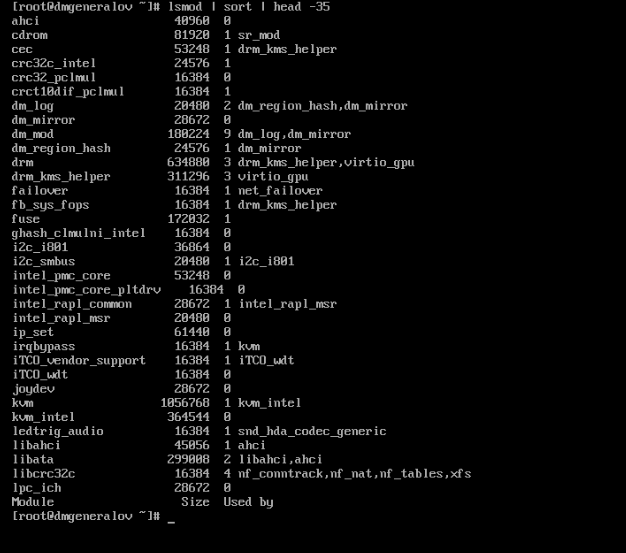 [root@dmgeneralov ~]# lsmod | sort | head -35
ahci 40960 0
cdrom 81920 1 sr_mod
cec 53248 1 drm_kms_helper
crc32c_intel 24576 1
crc32_pclmul 16384 0
crct10dif_pclmul 16384 1
dm_log 20480 2 dm_region_hash,dm_mirror
dm_mirror 28672 0
dm_mod 180224 9 dm_log,dm_mirror
dm_region_hash 24576 1 dm_mirror
drm 634880 3 drm_kms_helper,virtio_gpu
drm_kms_helper 311296 3 virtio_gpu
failover 16384 1 net_failover
fb_sys_fops 16384 1 drm_kms_helper
fuse 172032 1
ghash_clmulni_intel 16384 0
i2c_i801 36864 0
i2c_smbus 20480 1 i2c_i801
intel_pmc_core 53248 0
intel_pmc_core_pltdrv 16384 0
intel_rapl_common 28672 1 intel_rapl_msr
intel_rapl_msr 20480 0
ip_set 61440 0
irqbypass 16384 1 kvm
iTCO_vendor_support 16384 1 iTCO_wdt
iTCO_wdt 16384 0
joydev 28672 0
kvm 1056768 1 kvm_intel
kvm_intel 364544 0
ledtrig_audio 16384 1 snd_hda_codec_generic
libahci 45056 1 ahci
libata 299008 2 libahci,ahci
libcrc32c 16384 4 nf_conntrack,nf_nat,nf_tables,xfs
lpc_ich 28672 0
Module Size Used by
[root@dmgeneralov ~]# _